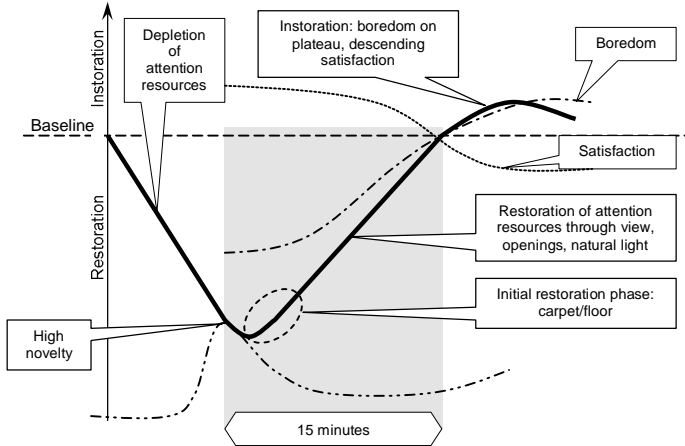 Depletion
of
attention
resources
Instoration: boredom on
plateau, descending
satisfaction
Boredom
Instoration
Baseline
Satisfaction
Restoration
Restoration of attention
resources through view,
openings, natural light
Initial restoration phase:
carpet/floor
High
novelty
15 minutes